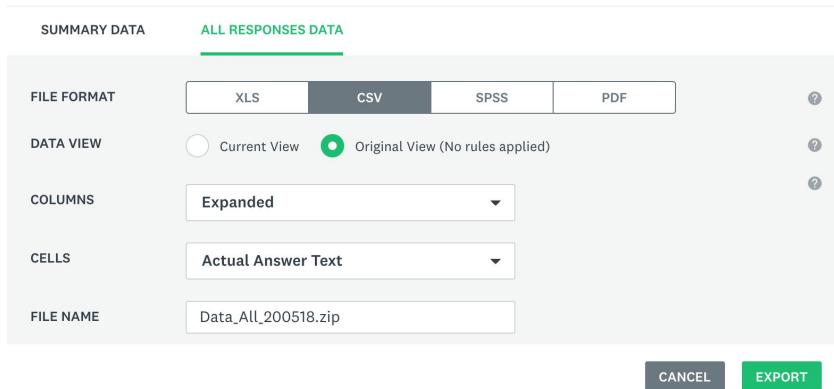 SUMMARY DATA ALL RESPONSES DATA
FILE FORMAT XLS CSV SPSS PDF ?
DATA VIEW Current View Original View (No rules applied) ?
?
COLUMNS Expanded
CELLS Actual Answer Text
FILE NAME Data_All_200518.zip
CANCEL EXPORT